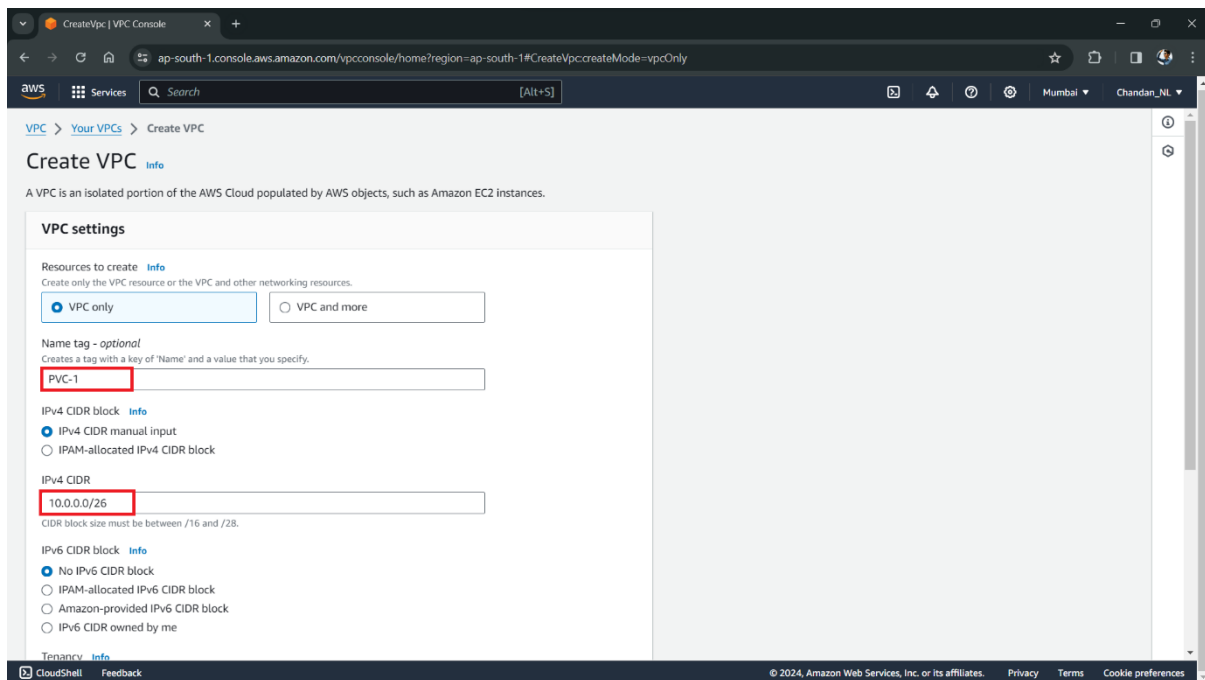 CreateVpc | VPC Console
ap-south-1.console.aws.amazon.com/vpcconsole/home?region=ap-south-1#CreateVpc:createMode=vpcOnly
aws Services Search [Alt+S] Mumbai Chandan_NL
VPC > Your VPCs > Create VPC
Create VPC Info
A VPC is an isolated portion of the AWS Cloud populated by AWS objects, such as Amazon EC2 instances.
VPC settings
Resources to create Info
Create only the VPC resource or the VPC and other networking resources.
VPC only VPC and more
Name tag - optional
Creates a tag with a key of 'Name' and a value that you specify.
PVC-1
IPv4 CIDR block Info
IPv4 CIDR manual input
IPAM-allocated IPv4 CIDR block
IPv4 CIDR
10.0.0.0/26
CIDR block size must be between /16 and /28.
IPv6 CIDR block Info
No IPv6 CIDR block
IPAM-allocated IPv6 CIDR block
Amazon-provided IPv6 CIDR block
IPv6 CIDR owned by me
Tenancy Info
CloudShell Feedback © 2024, Amazon Web Services, Inc. or its affiliates. Privacy Terms Cookie preferences